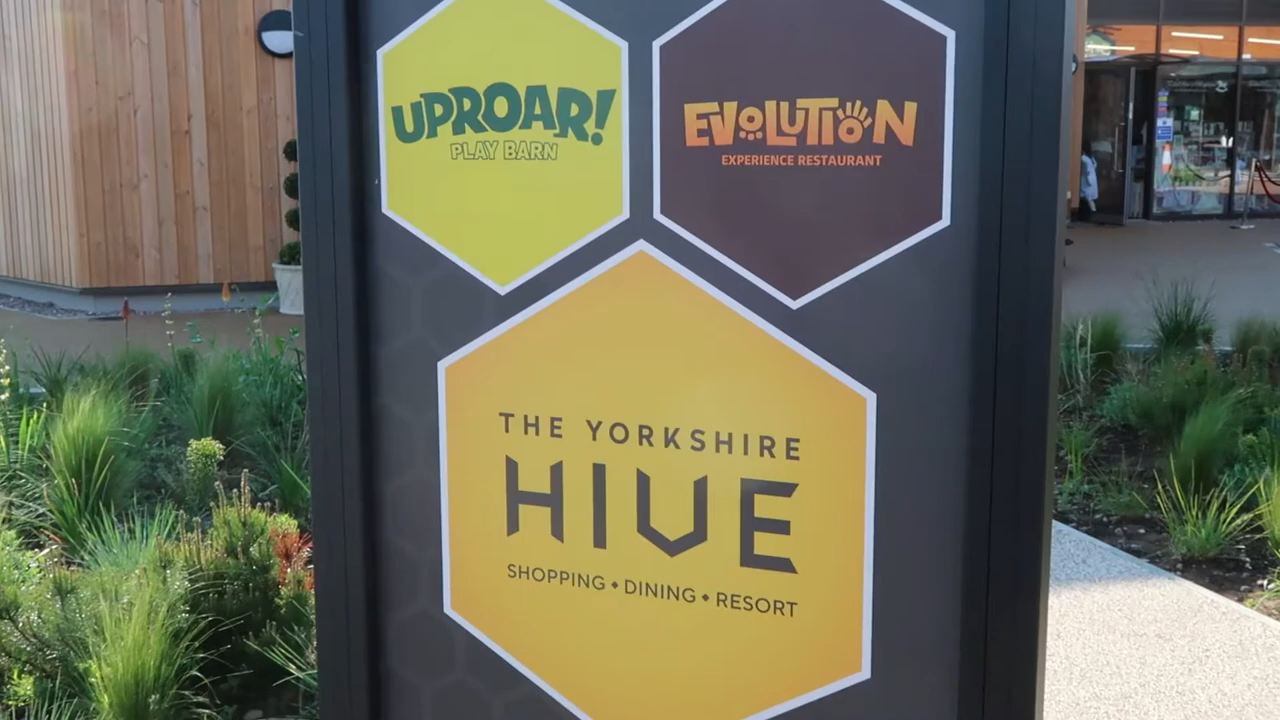 UPROAR!
PLAY BARN
EVOLUTION
EXPERIENCE RESTAURANT
THE YORKSHIRE
HIVE
SHOPPING • DINING • RESORT